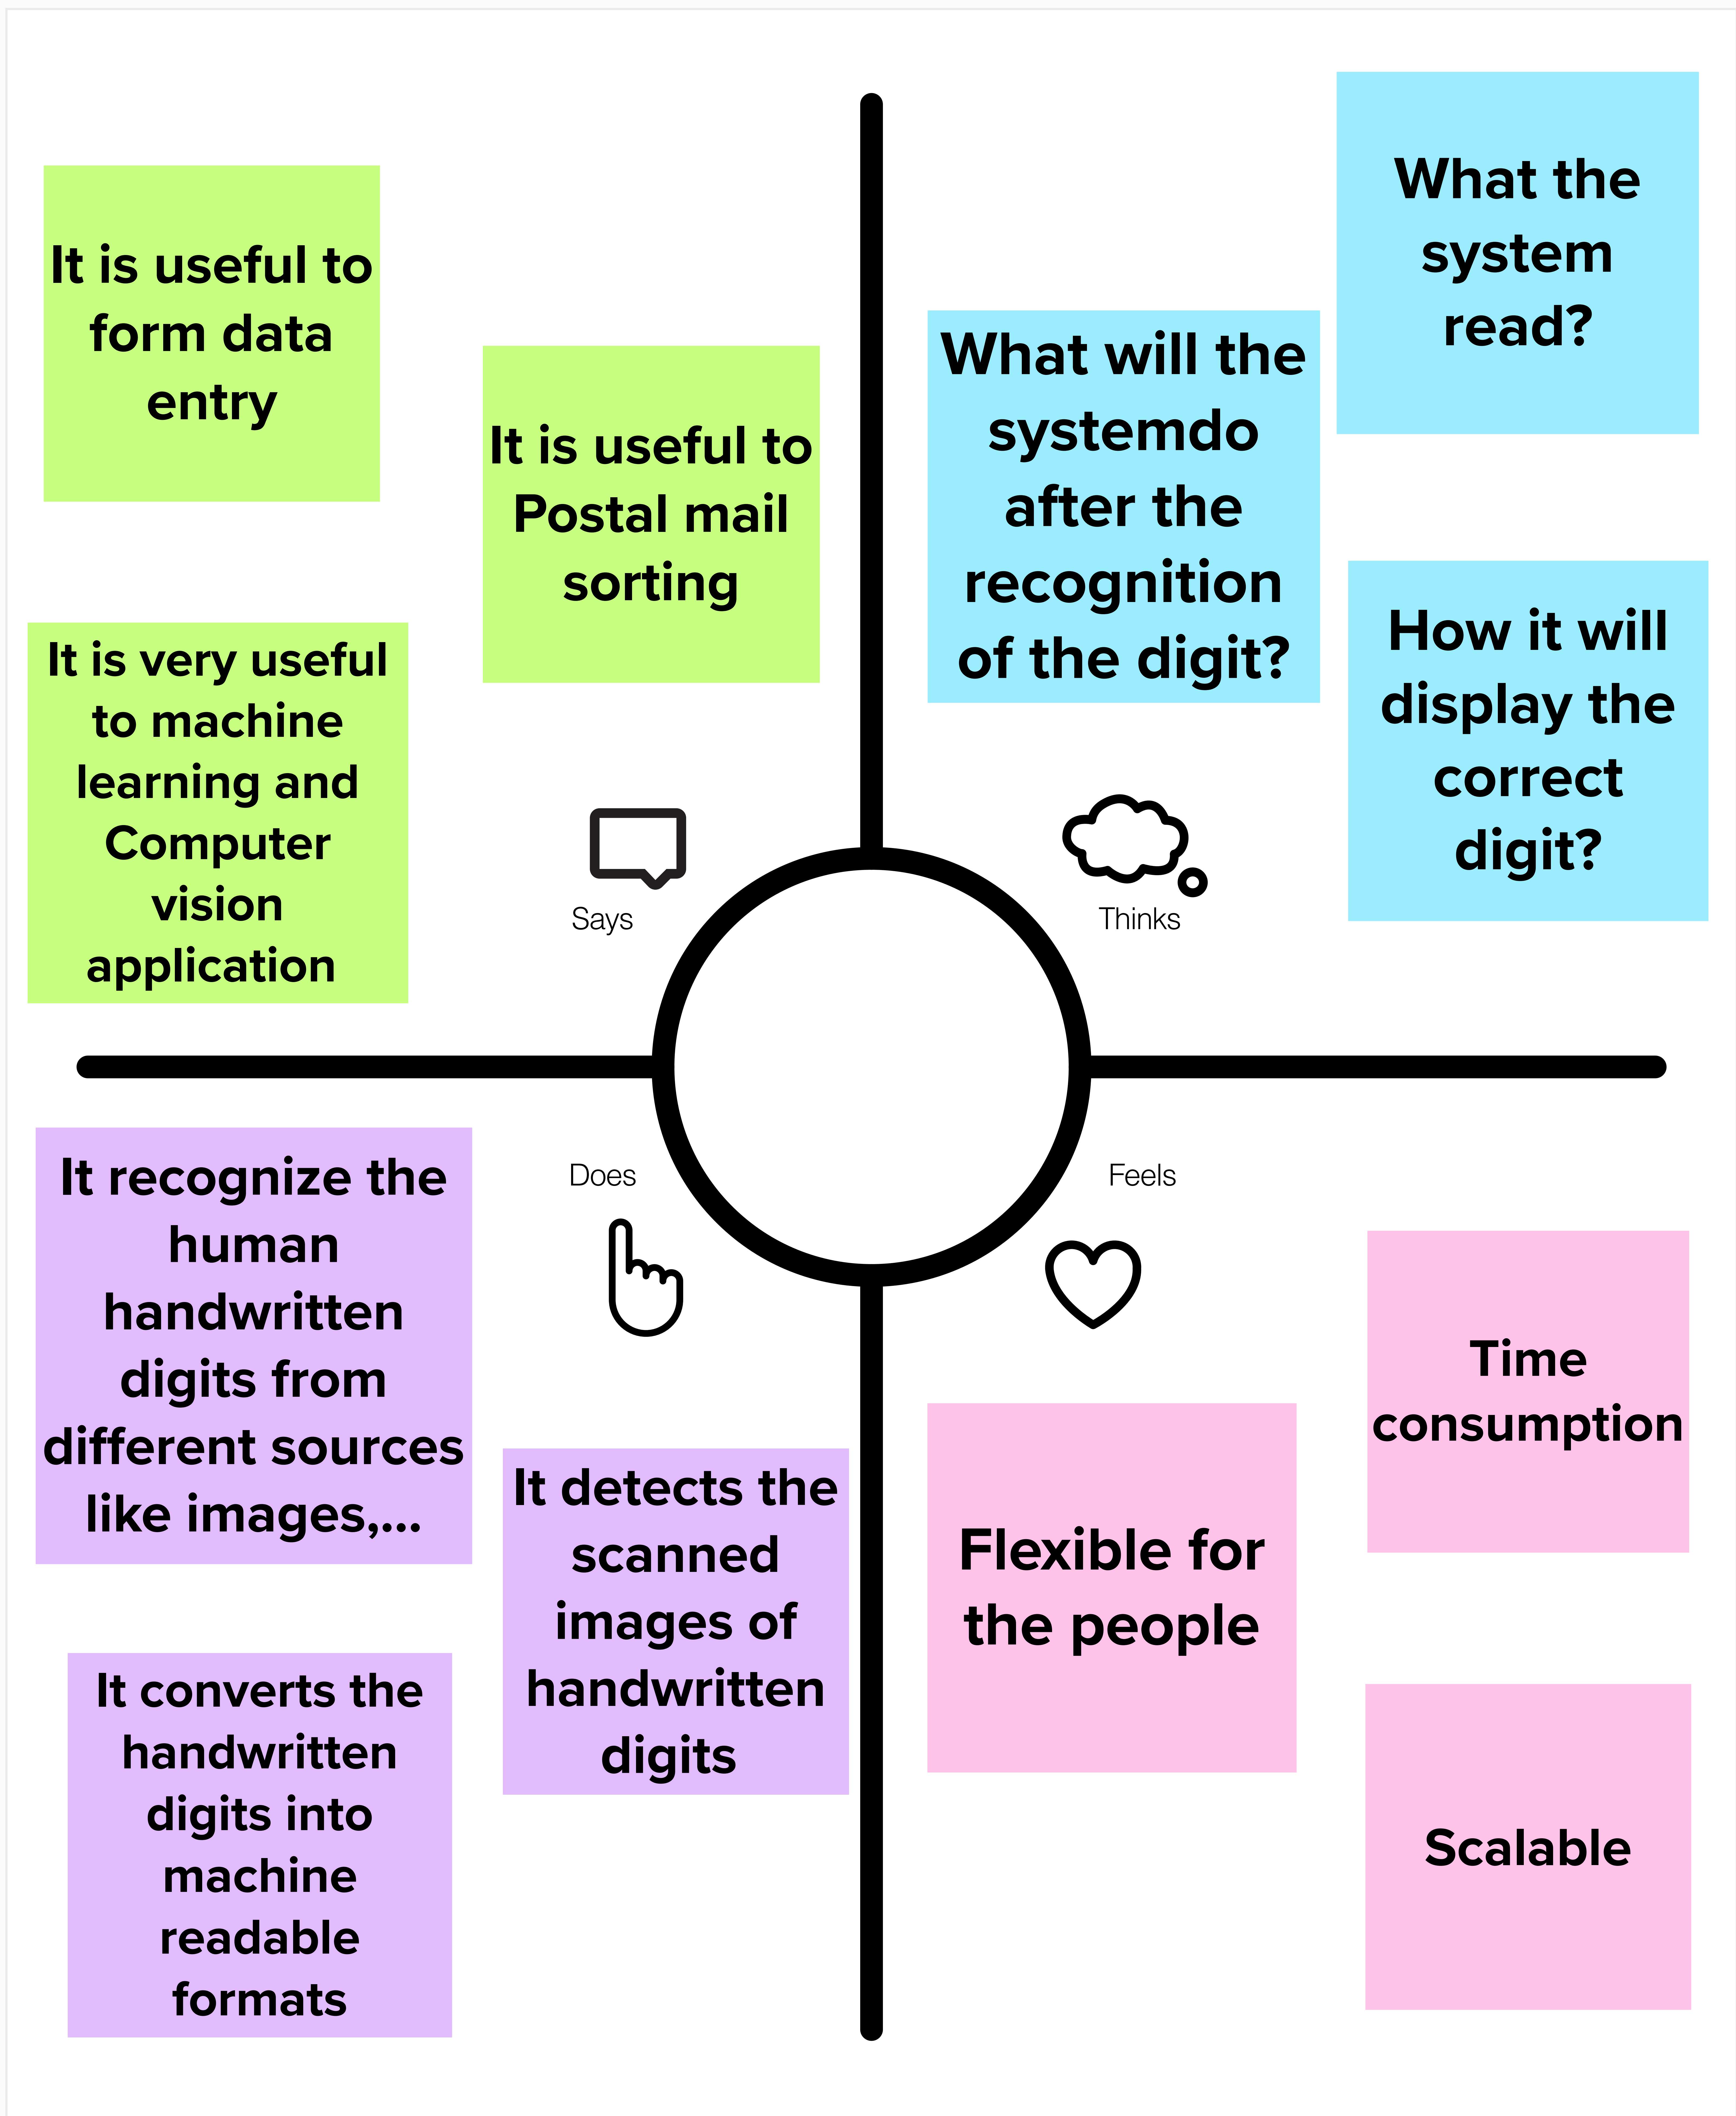 It is useful to
form data
entry
It is useful to
Postal mail
sorting
It is very useful
to machine
learning and
Computer
vision
application
Says
What the
system
read?
What will the
systemdo
after the
recognition
of the digit?
How it will
display the
correct
digit?
Thinks
Does
It recognize the
human
handwritten
digits from
different sources
like images,...
It detects the
scanned
images of
handwritten
digits
It converts the
handwritten
digits into
machine
readable
formats
Feels
Time
consumption
Flexible for
the people
Scalable